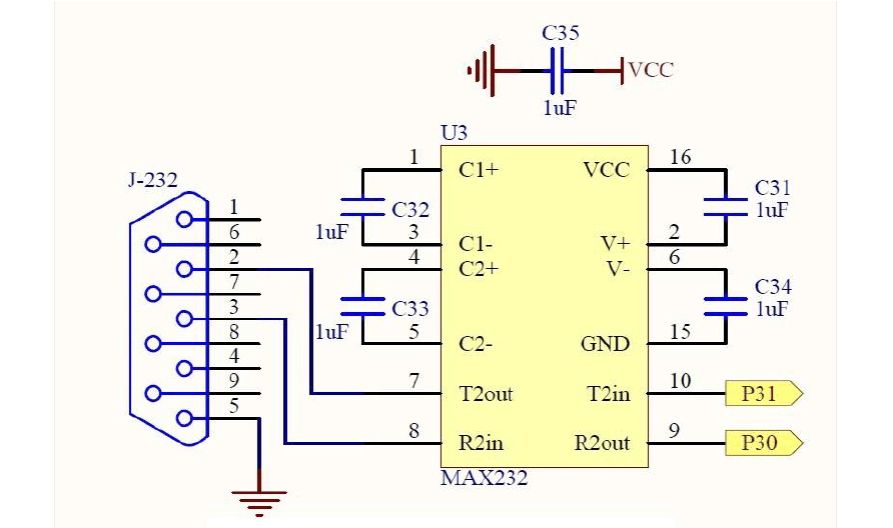 C35
VCC
1uF
U3
J-232
1
6
2
7
3
8
4
9
5
1
C1+
VCC
16
C32
1uF
C31
1uF
3
C1-
V+
2
4
C2+
V-
6
C33
1uF
C34
1uF
5
C2-
GND
15
7
T2out
T2in
10
P31
8
R2in
R2out
9
P30
MAX232